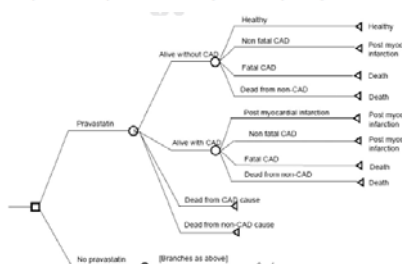 Healthy
Healthy
Non fatal CAD
Post myoc
infarction
Alive without CAD
Fatal CAD
Death
Dead from non-CAD
Death
Post myocardial infarction
Post myoc
infarction
Pravastatin
Alive with CAD
Non fatal CAD
Post myoc
infarction
Fatal CAD
Death
Dead from non-CAD
Death
Dead from CAD cause
Dead from non-CAD cause
No pravastatin
[Branches as above]